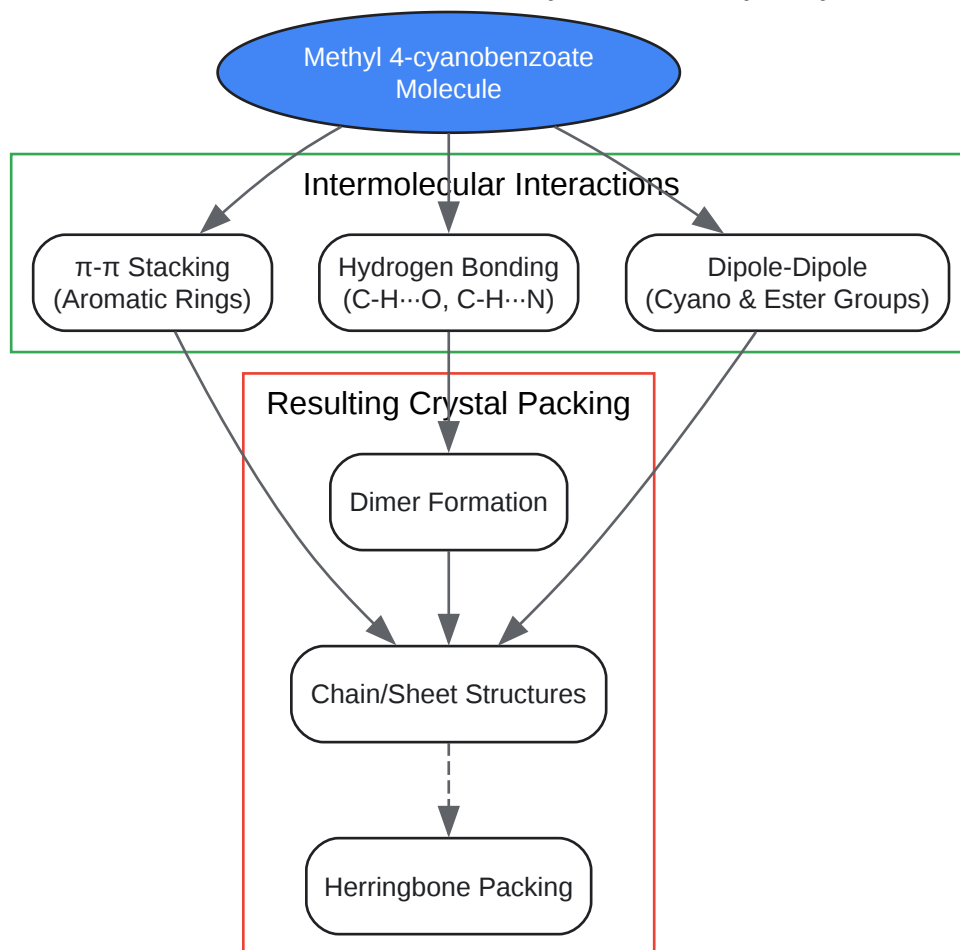 Methyl 4-cyanobenzoate
Molecule
Intermolecular Interactions
π-π Stacking
(Aromatic Rings)
Hydrogen Bonding
(C-H···O, C-H···N)
Dipole-Dipole
(Cyano & Ester Groups)
Resulting Crystal Packing
Dimer Formation
Chain/Sheet Structures
Herringbone Packing